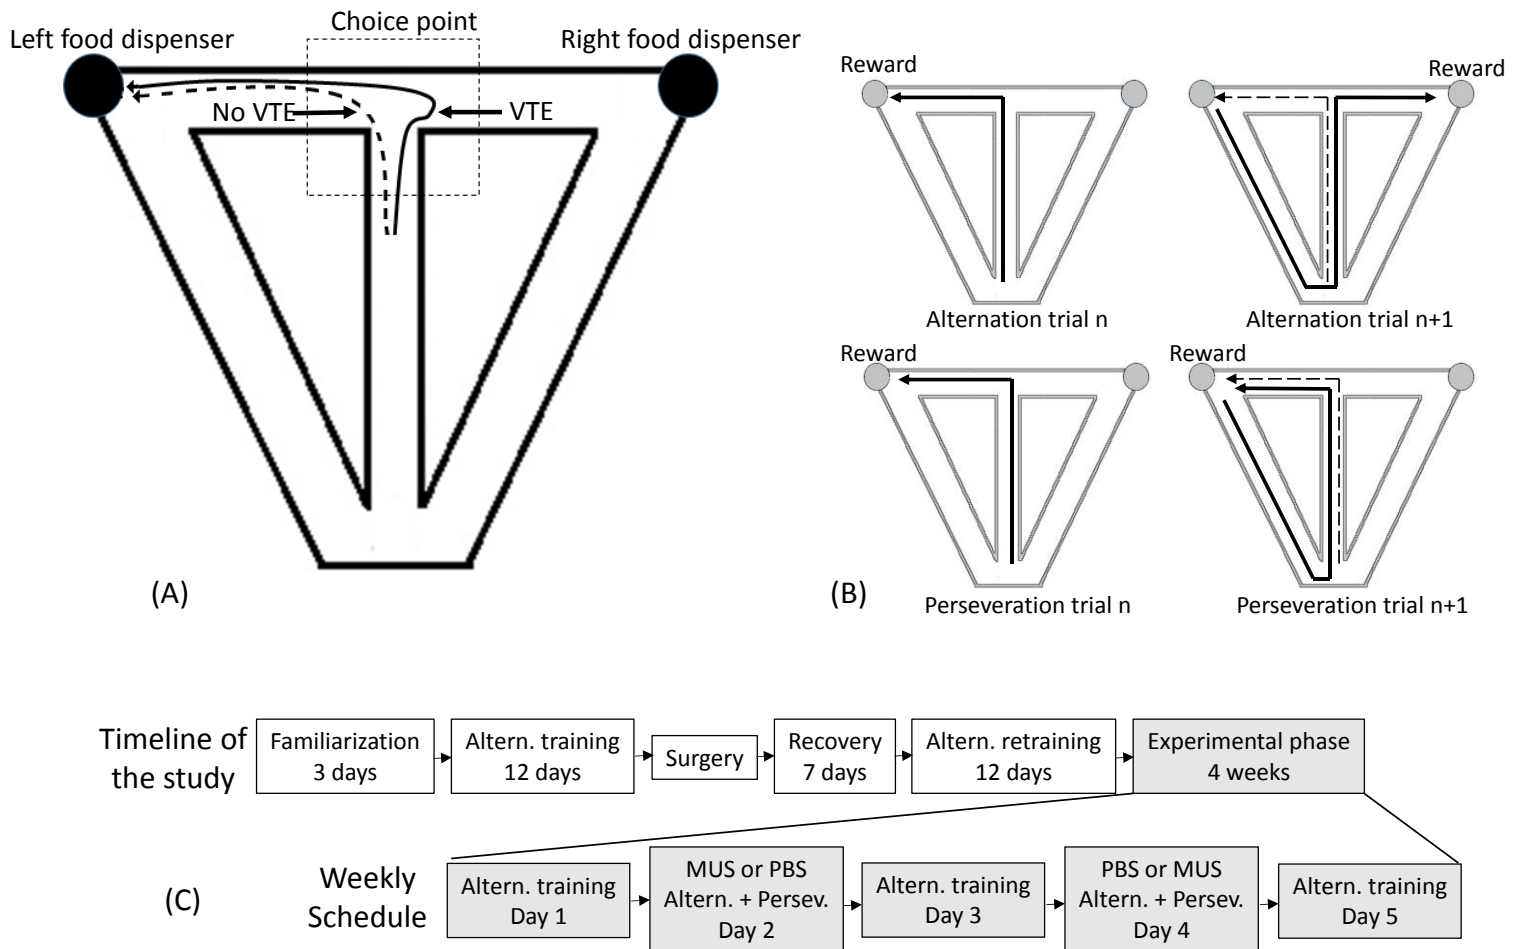 Choice point
Left food dispenser
Right food dispenser
No VTE
VTE
(A)
Reward
Reward
Alternation trial n
Alternation trial n+1
Reward
Reward
(B)
Perseveration trial n
Perseveration trial n+1
Timeline of
the study
Familiarization
3 days
Altern. training
12 days
Surgery
Recovery
7 days
Altern. retraining
12 days
Experimental phase
4 weeks
(C)
Weekly
Schedule
Altern. training
Day 1
MUS or PBS
Altern. + Persev.
Day 2
Altern. training
Day 3
PBS or MUS
Altern. + Persev.
Day 4
Altern. training
Day 5